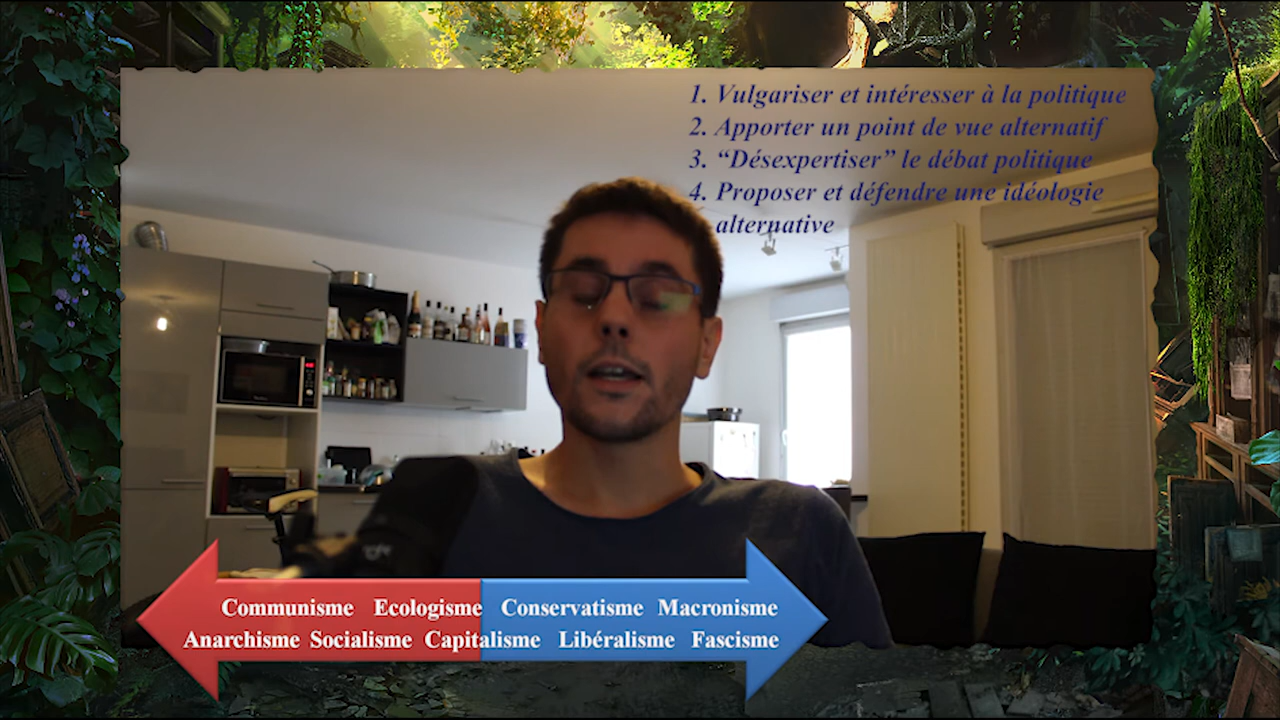 1. Vulgariser et intéresser à la politique
2. Apporter un point de vue alternatif
3. “Désexpertiser” le débat politique
4. Proposer et défendre une idéologie
alternative
Communisme Ecologisme Conservatisme Macronisme
Anarchisme Socialisme Capitalisme Libéralisme Fascisme